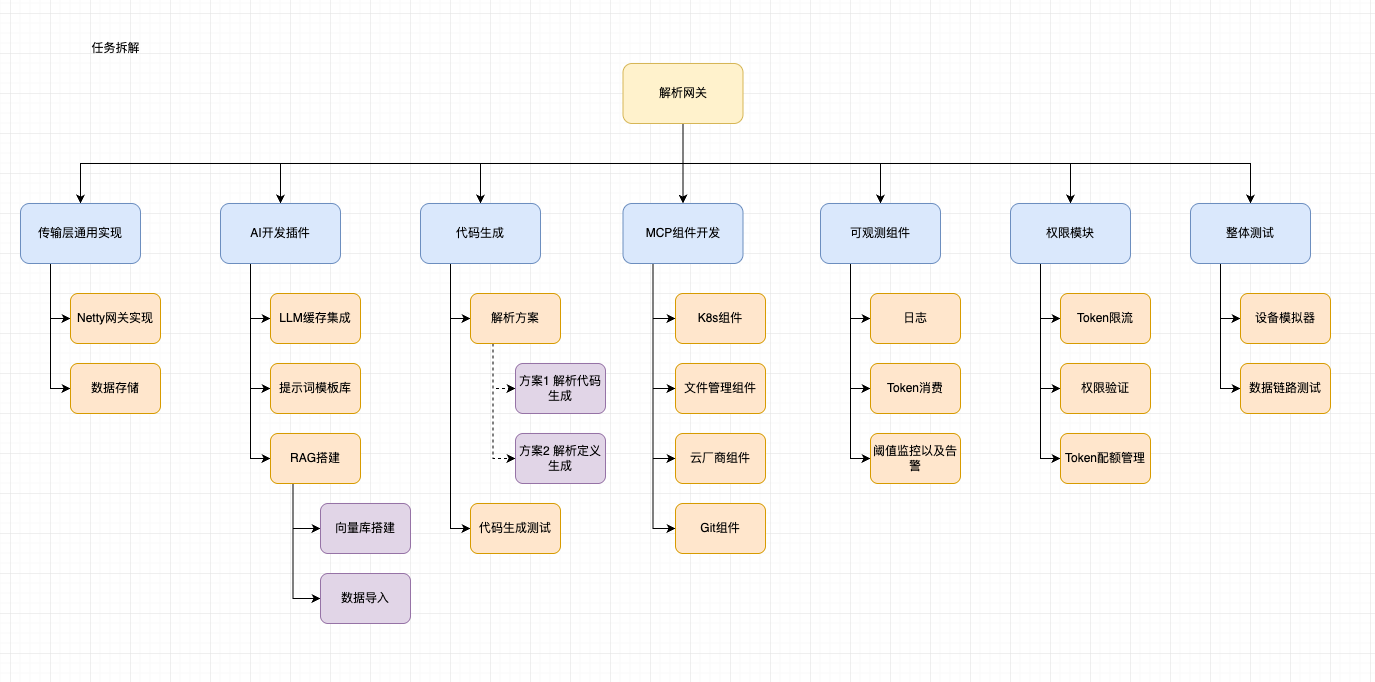 任务拆解
解析网关
传输层通用实现
AI开发插件
代码生成
MCP组件开发
可观测组件
权限模块
整体测试
Netty网关实现
数据存储
LLM缓存集成
提示词模板库
RAG搭建
向量库搭建
数据导入
解析方案
方案1 解析代码
生成
方案2 解析定义
生成
代码生成测试
K8s组件
文件管理组件
云厂商组件
Git组件
日志
Token消费
阈值监控以及告
警
Token限流
权限验证
Token配额管理
设备模拟器
数据链路测试